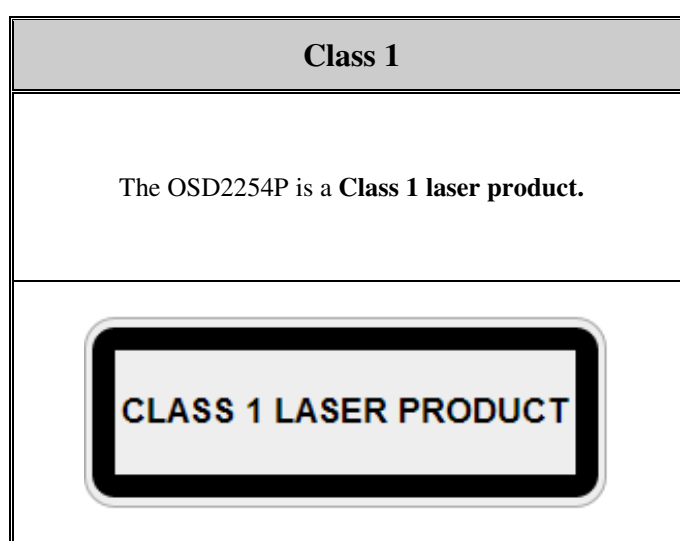 Class 1
The OSD2254P is a Class 1 laser product.
CLASS 1 LASER PRODUCT